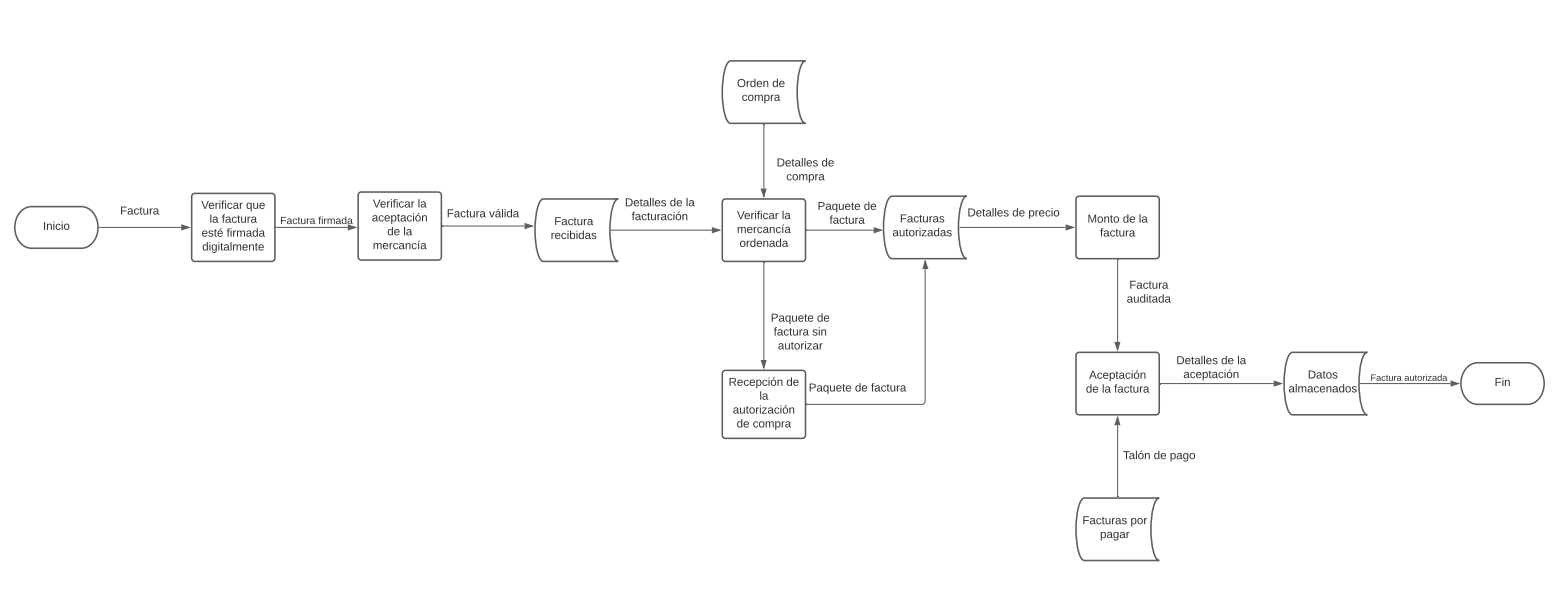 Orden de
compra
Detalles de
compra
Inicio
Factura
Verificar que
la factura
esté firmada
digitalmente
Factura firmada
Verificar la
aceptación
de la
mercancía
Factura válida
Factura
recibidas
Detalles de la
facturación
Verificar la
mercancía
ordenada
Paquete de
factura
Facturas
autorizadas
Detalles de precio
Monto de la
factura
Paquete de
factura sin
autorizar
Factura
auditada
Recepción de
la
autorización
de compra
Paquete de factura
Aceptación
de la factura
Detalles de la
aceptación
Datos
almacenados
Factura autorizada
Fin
Talón de pago
Facturas por
pagar